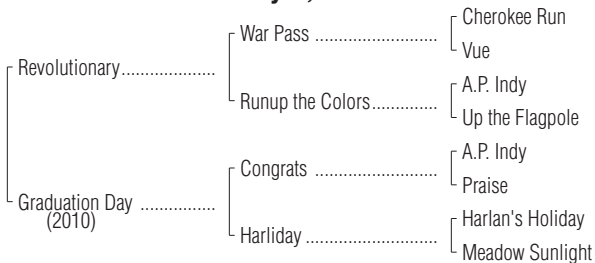 Cherokee Run
War Pass ....................
Vue
Revolutionary...................
A.P. Indy
Runup the Colors..............
Up the Flagpole
A.P. Indy
Congrats .....................
Praise
Graduation Day ................
(2010)
Harlan's Holiday
Harliday ...........................
Meadow Sunlight